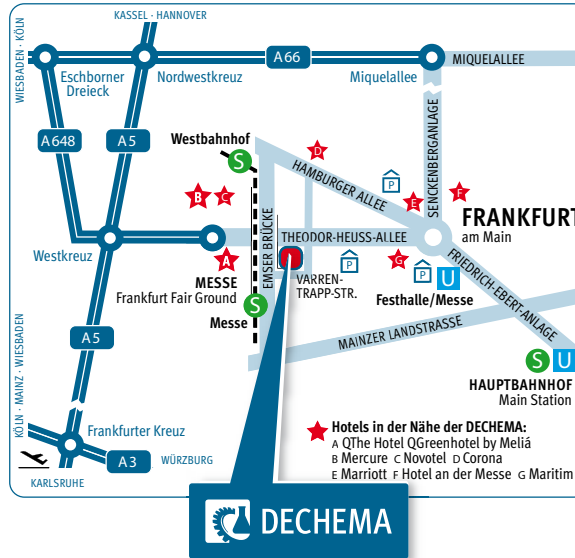 KASSEL · HANNOVER
WIESBADEN · KÖLN
A66
MIQUELALLEE
Eschborner
Dreieck
Nordwestkreuz
Miquelallee
A648
A5
Westbahnhof
S
D
HAMBURGER ALLEE
SENCKENBERGANLAGE
P
B
C
E
F
FRANKFURT
am Main
THEODOR-HEUSS-ALLEE
Westkreuz
EMSER BRÜCKE
A
G
P
P
U
MESSE
Frankfurt Fair Ground
VARREN-
TRAPP-STR.
Festhalle/Messe
FRIEDRICH-EBERT-ANLAGE
S
Messe
MAINZER LANDSTRASSE
A5
S U
HAUPTBAHNHOF
Main Station
KÖLN · MAINZ · WIESBADEN
Frankfurter Kreuz
A3
WÜRZBURG
KARLSRUHE
Hotels in der Nähe der DECHEMA:
A QThe Hotel QGreenhotel by Meliá
B Mercure C Novotel D Corona
E Marriott F Hotel an der Messe G Maritim
DECHEMA